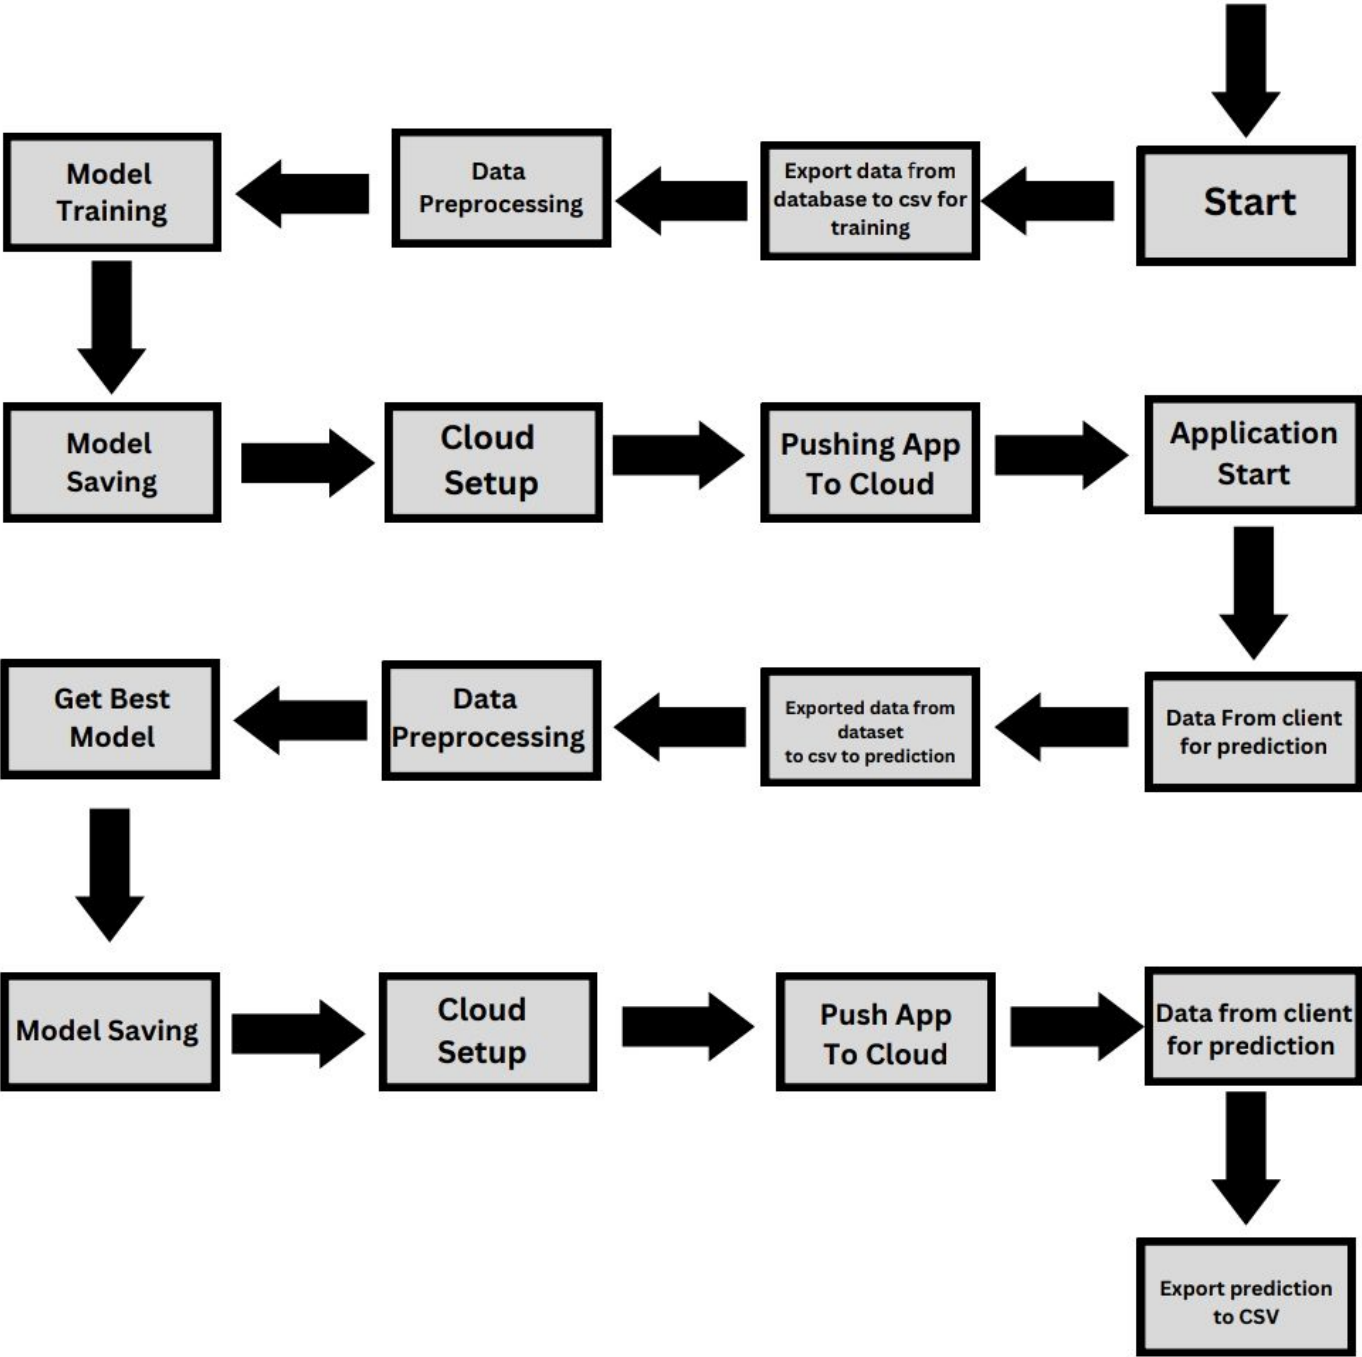 Start
Export data from
database to csv for
training
Data
Preprocessing
Model
Training
Model
Saving
Cloud
Setup
Pushing App
To Cloud
Application
Start
Data From client
for prediction
Exported data from
dataset
to csv to prediction
Data
Preprocessing
Get Best
Model
Model Saving
Cloud
Setup
Push App
To Cloud
Data from client
for prediction
Export prediction
to CSV